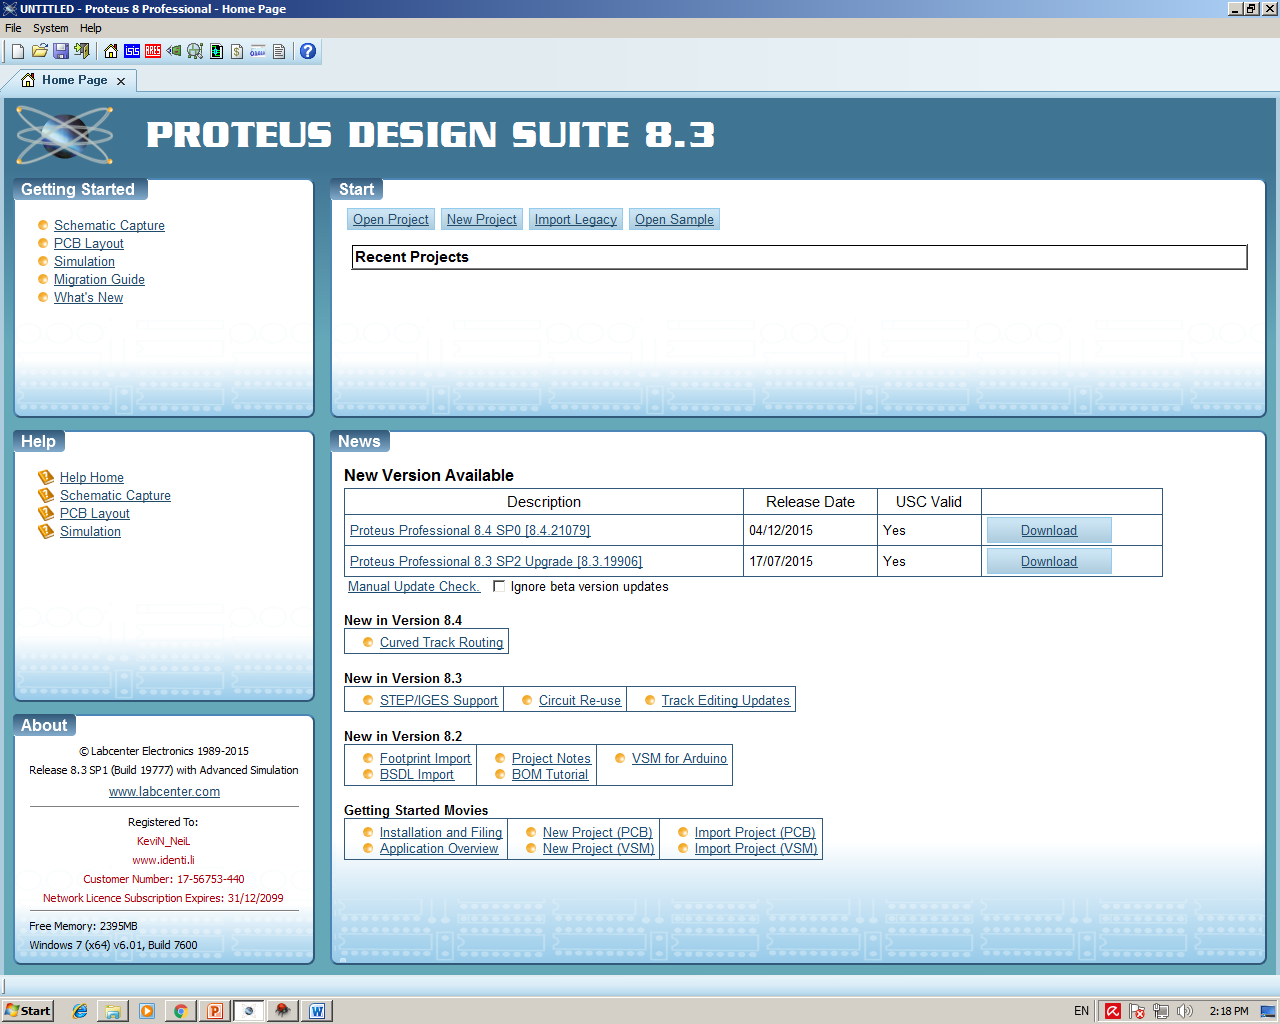 UNTITLED - Proteus 8 Professional - Home Page
File System Help
ISIS ARES
Home Page
PROTEUS DESIGN SUITE 8.3
Getting Started
Schematic Capture
PCB Layout
Simulation
Migration Guide
What's New
Start
Open Project New Project Import Legacy Open Sample
Recent Projects
Help
Help Home
Schematic Capture
PCB Layout
Simulation
News
New Version Available
Description Release Date USC Valid
Proteus Professional 8.4 SP0 [8.4.21079] 04/12/2015 Yes Download
Proteus Professional 8.3 SP2 Upgrade [8.3.19906] 17/07/2015 Yes Download
Manual Update Check. Ignore beta version updates
New in Version 8.4
Curved Track Routing
New in Version 8.3
STEP/IGES Support Circuit Re-use Track Editing Updates
New in Version 8.2
Footprint Import Project Notes VSM for Arduino
BSDL Import BOM Tutorial
Getting Started Movies
Installation and Filing New Project (PCB) Import Project (PCB)
Application Overview New Project (VSM) Import Project (VSM)
About
© Labcenter Electronics 1989-2015
Release 8.3 SP1 (Build 19777) with Advanced Simulation
www.labcenter.com
Registered To:
KeviN_NeiL
www.identi.li
Customer Number: 17-56753-440
Network Licence Subscription Expires: 31/12/2099
Free Memory: 2395MB
Windows 7 (x64) v6.01, Build 7600
Start EN 2:18 PM